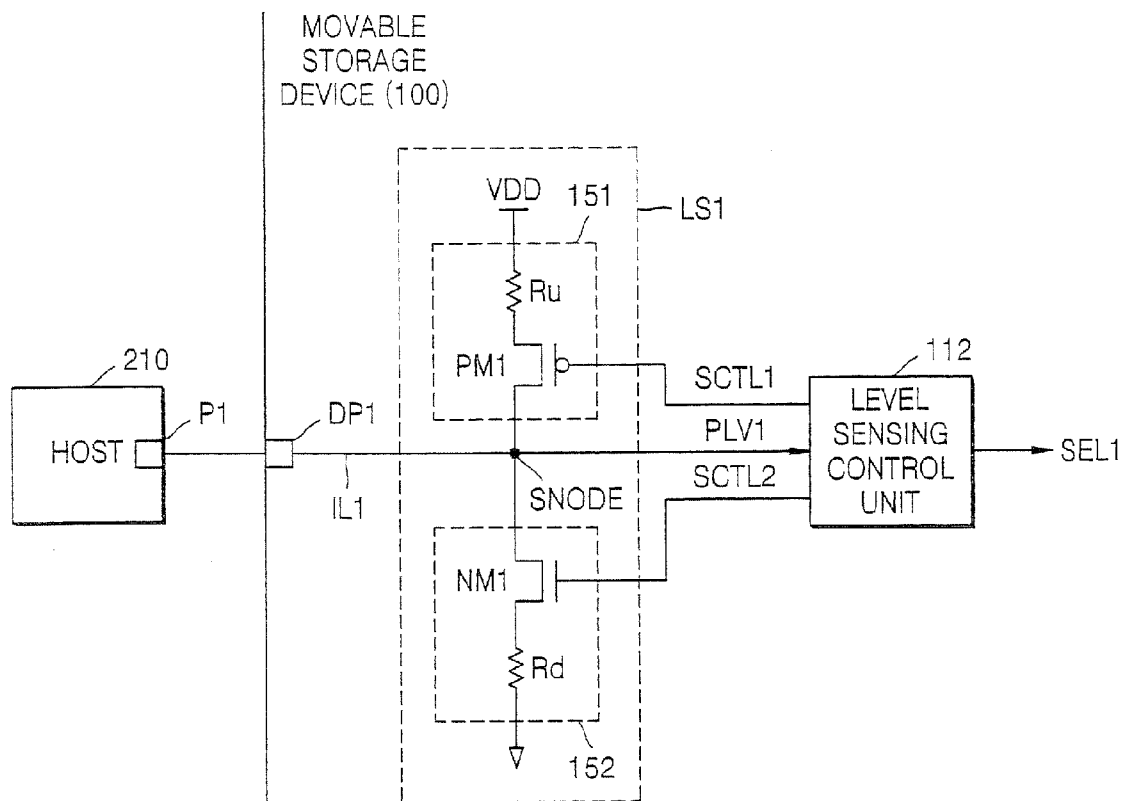 MOVABLE
STORAGE
DEVICE (100)
VDD
151
LS1
Ru
PM1
210
P1
DP1
HOST
IL1
SNODE
SCTL1
PLV1
SCTL2
112
LEVEL
SENSING
CONTROL
UNIT
SEL1
NM1
Rd
152